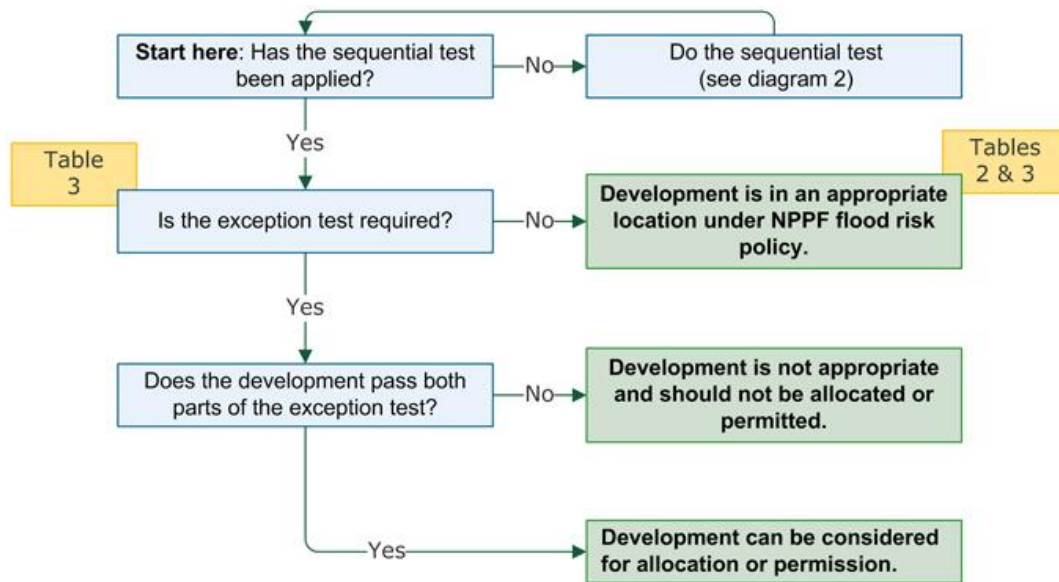 Start here: Has the sequential test
been applied?
No
Do the sequential test
(see diagram 2)
Yes
Table
3
Tables
2 & 3
Is the exception test required?
No
Development is in an appropriate
location under NPPF flood risk
policy.
Yes
Does the development pass both
parts of the exception test?
No
Development is not appropriate
and should not be allocated or
permitted.
Yes
Development can be considered
for allocation or permission.